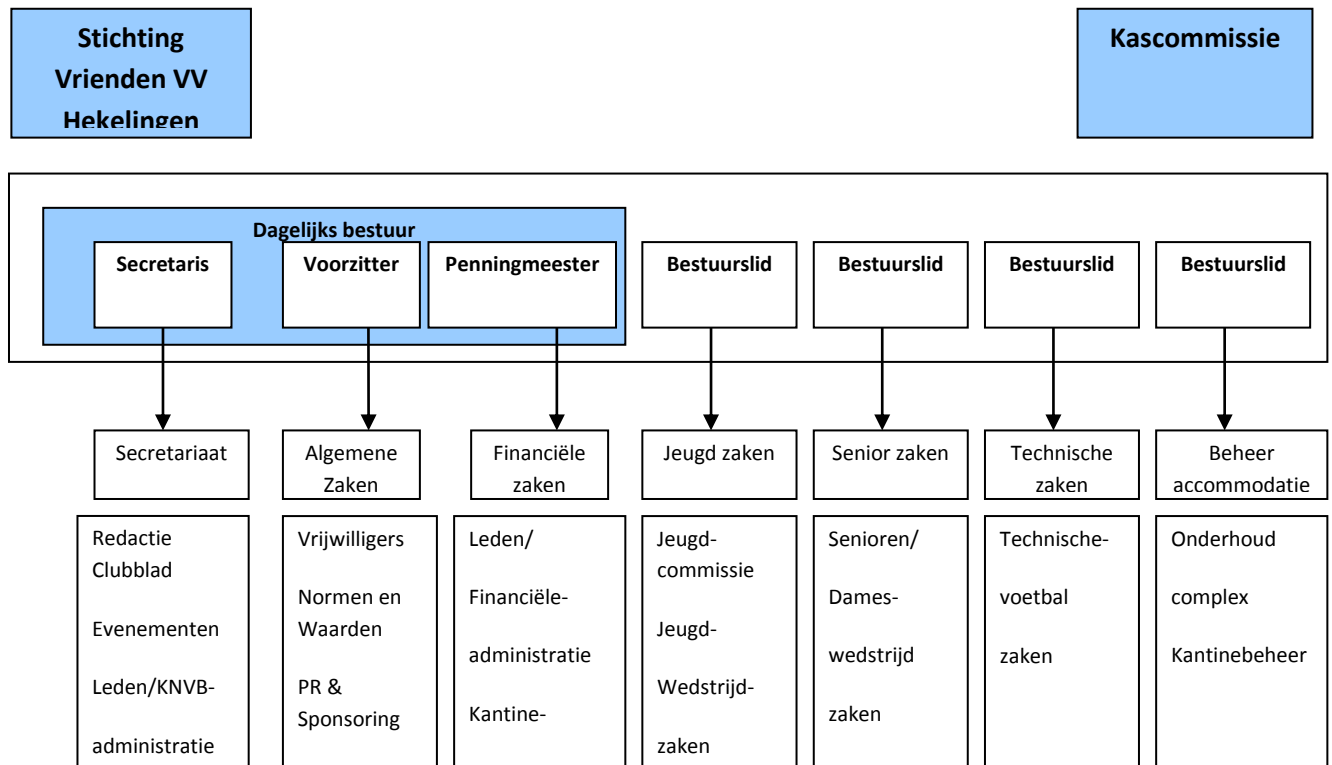 Stichting
Vrienden VV
Hekelingen
Kascommissie
Dagelijks bestuur
Secretaris
Voorzitter
Penningmeester
Bestuurslid
Bestuurslid
Bestuurslid
Bestuurslid
Secretariaat
Algemene
Zaken
Financiële
zaken
Jeugd zaken
Senior zaken
Technische
zaken
Beheer
accommodatie
Redactie
Clubblad
Evenementen
Leden/KNVB-
administratie
Vrijwilligers
Normen en
Waarden
PR &
Sponsoring
Leden/
Financiële-
administratie
Kantine-
Jeugd-
commissie
Jeugd-
Wedstrijd-
zaken
Senioren/
Dames-
wedstrijd
zaken
Technische-
voetbal
zaken
Onderhoud
complex
Kantinebeheer